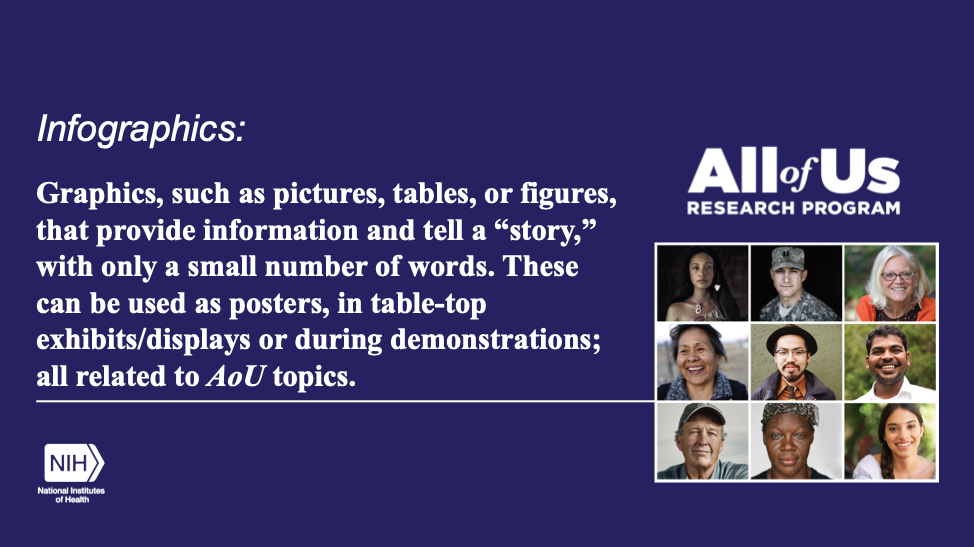 Infographics:
Graphics, such as pictures, tables, or figures,
that provide information and tell a “story,”
with only a small number of words. These
can be used as posters, in table-top
exhibits/displays or during demonstrations;
all related to AoU topics.
All of Us
RESEARCH PROGRAM
NIH
National Institutes
of Health